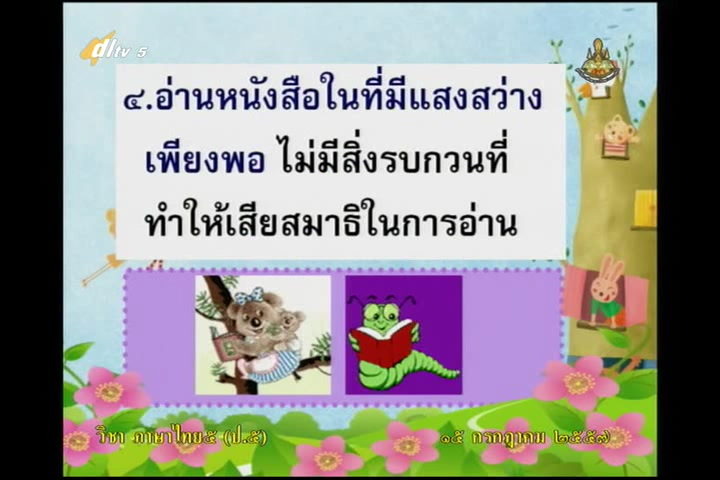 dltv 5
๔.อ่านหนังสือในที่มีแสงสว่าง
เพียงพอ ไม่มีสิ่งรบกวนที่
ทำให้เสียสมาธิในการอ่าน
วิชา ภาษาไทย๕ (ป.๕)
๑๕ กรกฎาคม ๒๕๕๗